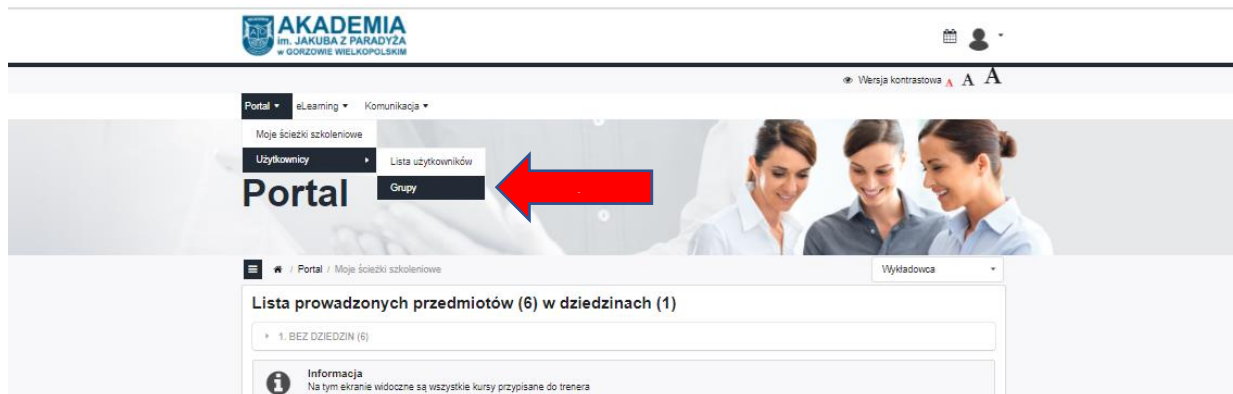 AKADEMIA
im. JAKUBA Z PARADYŻA
w GORZOWIE WIELKOPOLSKIM
Wersja kontrastowa A A A
Portal eLearning Komunikacja
Moje ścieżki szkoleniowe
Użytkownicy Lista użytkowników
Grupy
Portal
/ Portal / Moje ścieżki szkoleniowe Wykładowca
Lista prowadzonych przedmiotów (6) w dziedzinach (1)
1. BEZ DZIEDZIN (6)
Informacja
Na tym ekranie widoczne są wszystkie kursy przypisane do trenera